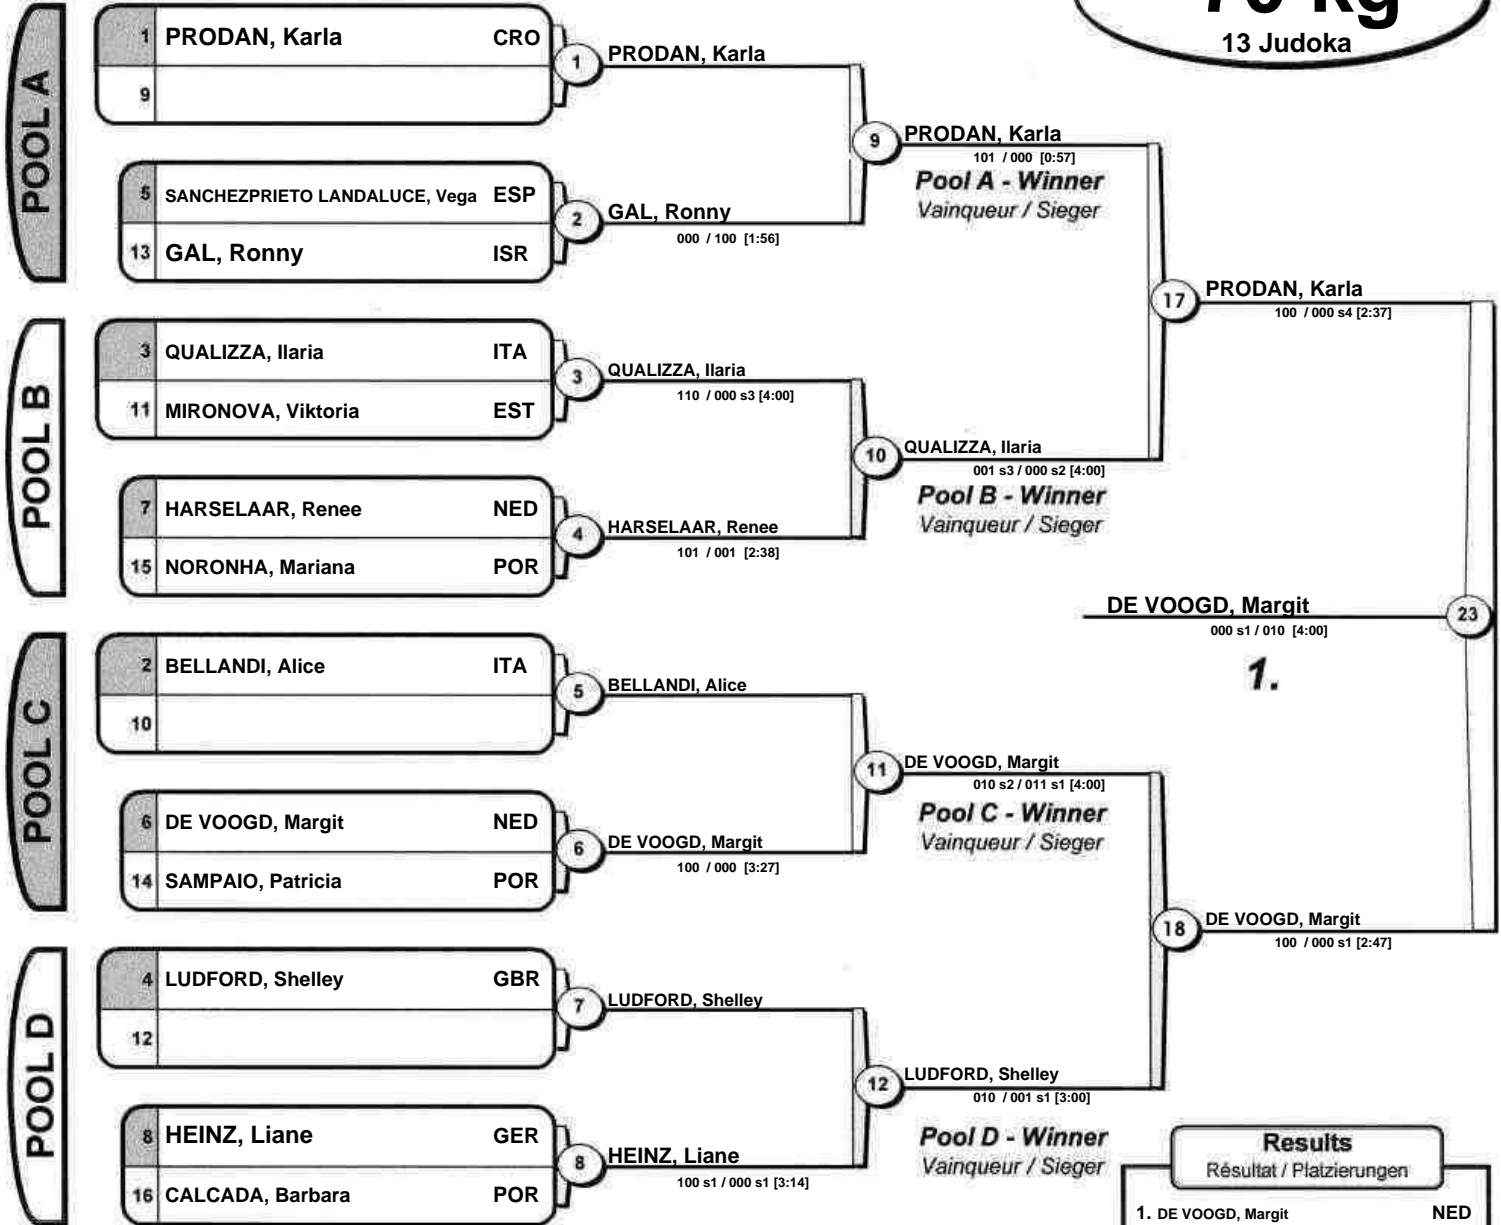 70 kg
13 Judoka
POOL A
1 PRODAN, Karla CRO
9
5 SANCHEZPRIETO LANDALUCE, Vega ESP
13 GAL, Ronny ISR
1 PRODAN, Karla
2 GAL, Ronny
000 / 100 [1:56]
9 PRODAN, Karla
101 / 000 [0:57]
Pool A - Winner
Vainqueur / Sieger
POOL B
3 QUALIZZA, Ilaria ITA
11 MIRONOVA, Viktoria EST
7 HARSELAAR, Renee NED
15 NORONHA, Mariana POR
3 QUALIZZA, Ilaria
110 / 000 s3 [4:00]
4 HARSELAAR, Renee
101 / 001 [2:38]
10 QUALIZZA, Ilaria
001 s3 / 000 s2 [4:00]
Pool B - Winner
Vainqueur / Sieger
17 PRODAN, Karla
100 / 000 s4 [2:37]
DE VOOGD, Margit 23
000 s1 / 010 [4:00]
1.
POOL C
2 BELLANDI, Alice ITA
10
6 DE VOOGD, Margit NED
14 SAMPAIO, Patricia POR
5 BELLANDI, Alice
6 DE VOOGD, Margit
100 / 000 [3:27]
11 DE VOOGD, Margit
010 s2 / 011 s1 [4:00]
Pool C - Winner
Vainqueur / Sieger
18 DE VOOGD, Margit
100 / 000 s1 [2:47]
POOL D
4 LUDFORD, Shelley GBR
12
8 HEINZ, Liane GER
16 CALCADA, Barbara POR
7 LUDFORD, Shelley
8 HEINZ, Liane
100 s1 / 000 s1 [3:14]
12 LUDFORD, Shelley
010 / 001 s1 [3:00]
Pool D - Winner
Vainqueur / Sieger
Results
Résultat / Platzierungen
1. DE VOOGD, Margit NED